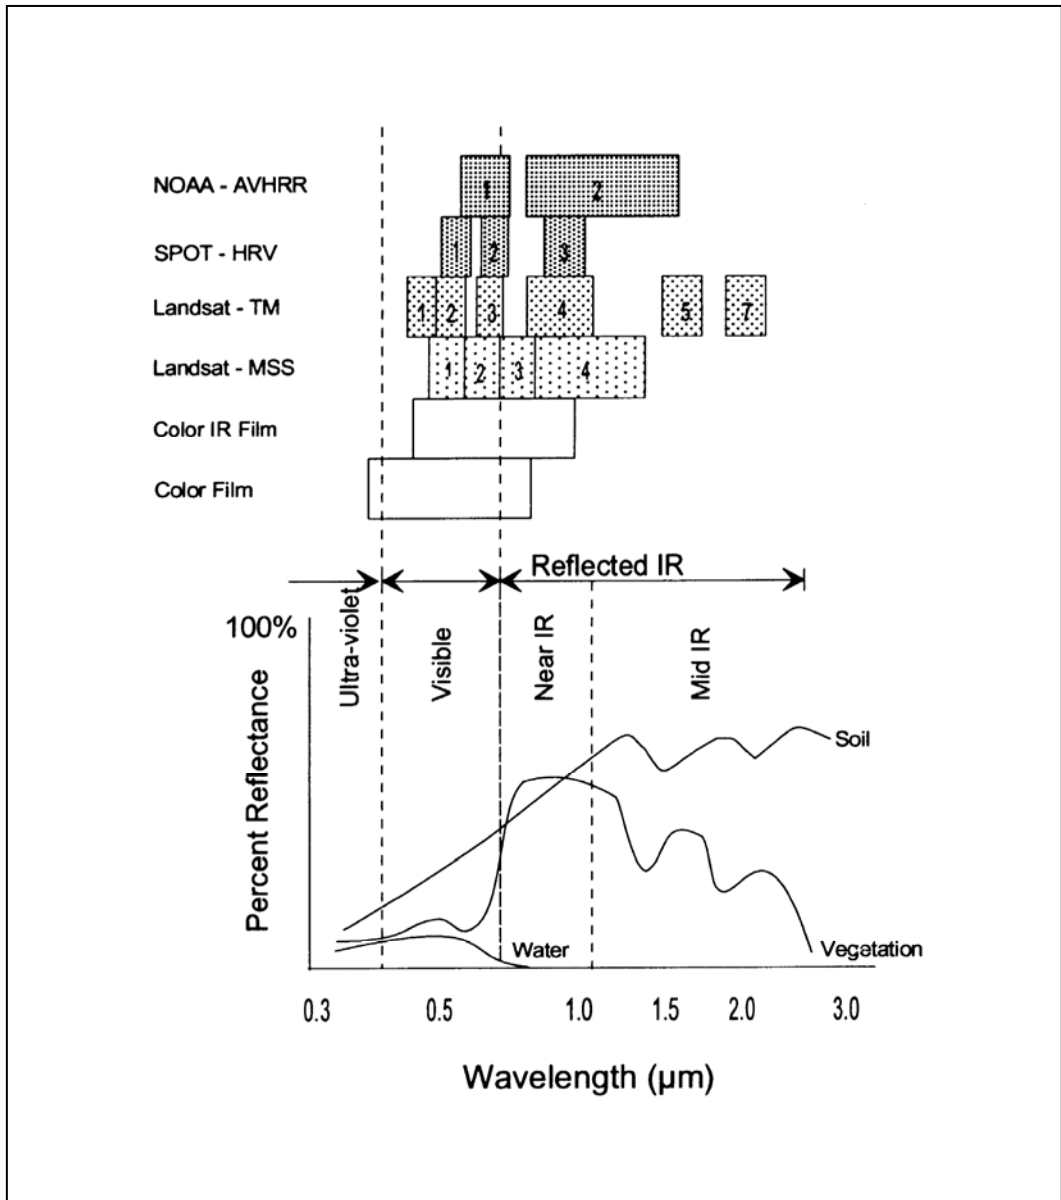 NOAA - AVHRR
1 2
SPOT - HRV
1 2 3
Landsat - TM
1 2 3 4 5 7
Landsat - MSS
1 2 3 4
Color IR Film
Color Film
Reflected IR
100%
Ultra-violet
Visible
Near IR
Mid IR
Percent Reflectance
Soil
Water
Vegatation
0.3 0.5 1.0 1.5 2.0 3.0
Wavelength (µm)